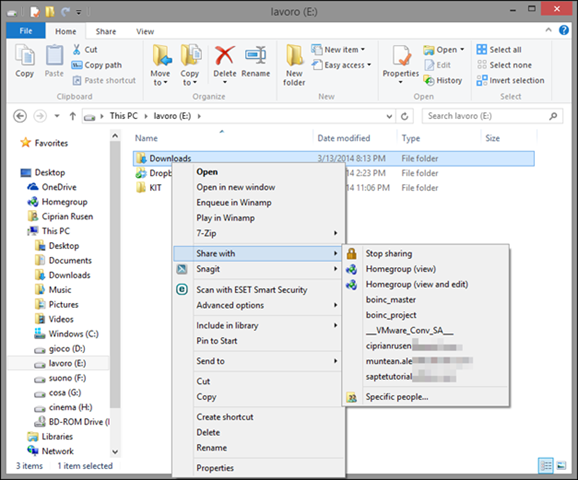 lavoro (E:)
File
Home
Share
View
Copy
Paste
Cut
Copy path
Paste shortcut
Clipboard
Move to
Copy to
Delete
Rename
Organize
New folder
New item
Easy access
New
Properties
Open
Edit
History
Open
Select all
Select none
Invert selection
Select
This PC
lavoro (E:)
Search lavoro (E:)
Name
Date modified
Type
Size
Favorites
Desktop
OneDrive
Homegroup
Ciprian Rusen
This PC
Desktop
Documents
Downloads
Music
Pictures
Videos
Windows (C:)
gioco (D:)
lavoro (E:)
suono (F:)
cosa (G:)
cinema (H:)
BD-ROM Drive (
Libraries
Network
Downloads
3/13/2014 8:13 PM
File folder
Dropb
14 2:23 PM
File folder
KIT
14 11:06 PM
File folder
Open
Open in new window
Enqueue in Winamp
Play in Winamp
7-Zip
Share with
Snagit
Scan with ESET Smart Security
Advanced options
Include in library
Pin to Start
Send to
Cut
Copy
Create shortcut
Delete
Rename
Properties
Stop sharing
Homegroup (view)
Homegroup (view and edit)
boinc_master
boinc_project
___VMware_Conv_SA___
ciprianrusen
muntean.ale
saptetutorial
Specific people...
3 items
1 item selected